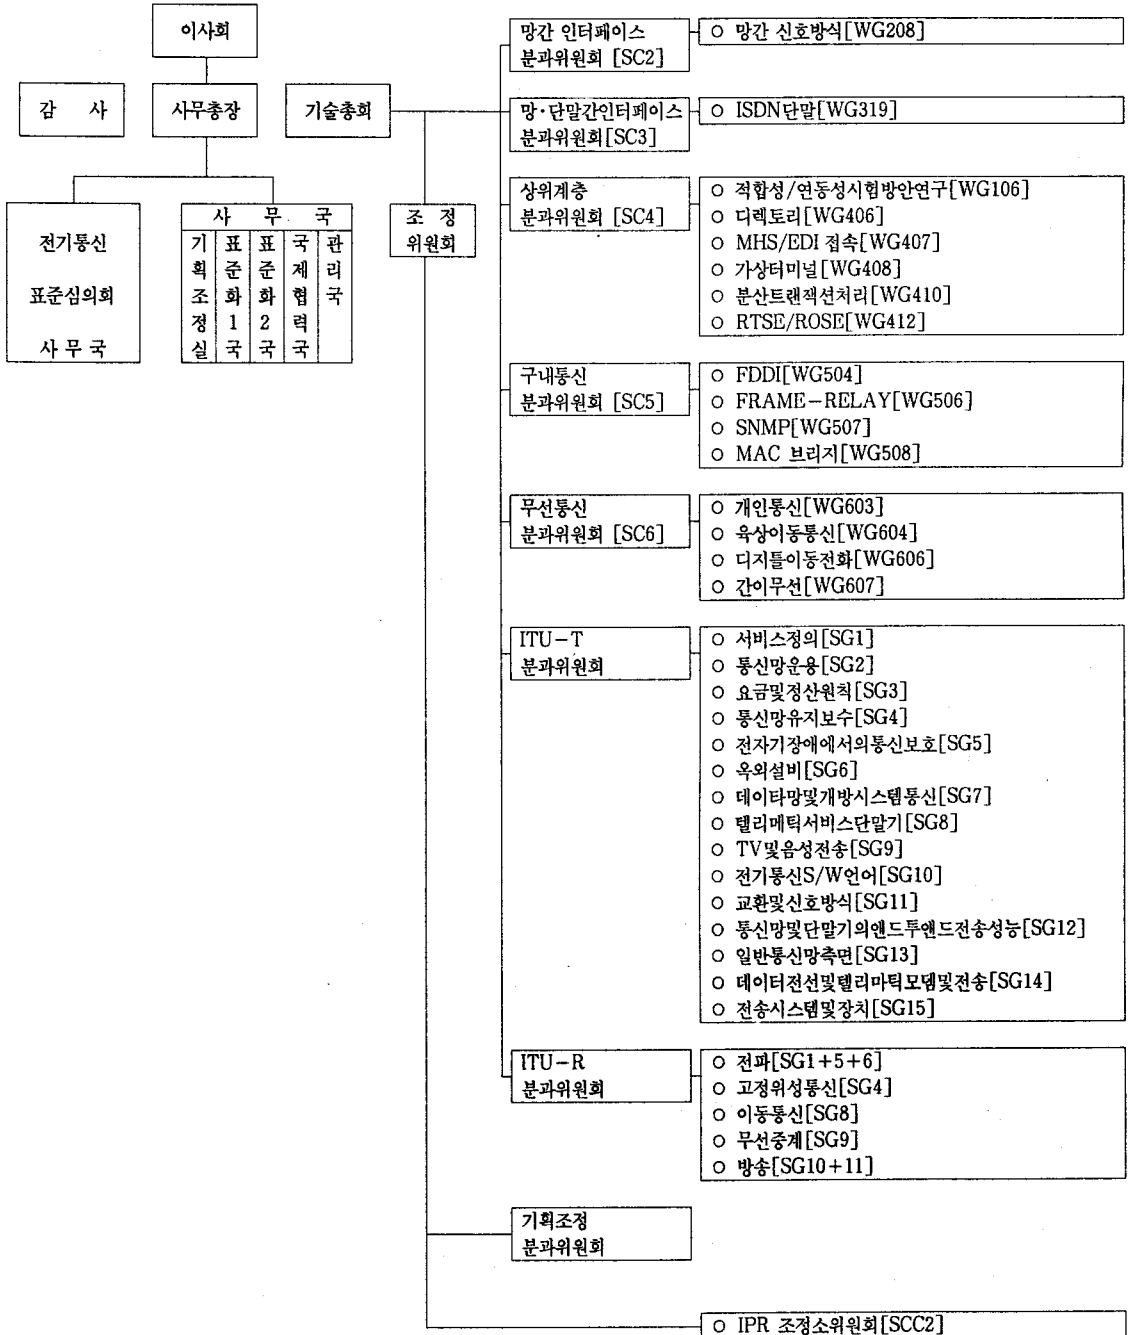 이사회
감 사
사무총장
기술총회
전기통신
표준심의회
사무국
사 무 국
기획조정실
표준화1국
표준화2국
국제협력국
관리국
조 정
위원회
망간 인터페이스
분과위원회 [SC2]
○ 망간 신호방식[WG208]
망·단말간인터페이스
분과위원회[SC3]
○ ISDN단말[WG319]
상위계층
분과위원회 [SC4]
○ 적합성/연동성시험방안연구[WG106]
○ 디렉토리[WG406]
○ MHS/EDI 접속[WG407]
○ 가상터미널[WG408]
○ 분산트랜잭션처리[WG410]
○ RTSE/ROSE[WG412]
구내통신
분과위원회 [SC5]
○ FDDI[WG504]
○ FRAME-RELAY[WG506]
○ SNMP[WG507]
○ MAC 브리지[WG508]
무선통신
분과위원회 [SC6]
○ 개인통신[WG603]
○ 육상이동통신[WG604]
○ 디지틀이동전화[WG606]
○ 간이무선[WG607]
ITU-T
분과위원회
○ 서비스정의[SG1]
○ 통신망운용[SG2]
○ 요금및정산원칙[SG3]
○ 통신망유지보수[SG4]
○ 전자기장애에서의통신보호[SG5]
○ 옥외설비[SG6]
○ 데이타망및개방시스템통신[SG7]
○ 텔리메틱서비스단말기[SG8]
○ TV및음성전송[SG9]
○ 전기통신S/W언어[SG10]
○ 교환및신호방식[SG11]
○ 통신망및단말기의앤드투앤드전송성능[SG12]
○ 일반통신망측면[SG13]
○ 데이터전선및텔리마틱모뎀및전송[SG14]
○ 전송시스템및장치[SG15]
ITU-R
분과위원회
○ 전파[SG1+5+6]
○ 고정위성통신[SG4]
○ 이동통신[SG8]
○ 무선중계[SG9]
○ 방송[SG10+11]
기획조정
분과위원회
○ IPR 조정소위원회[SCC2]